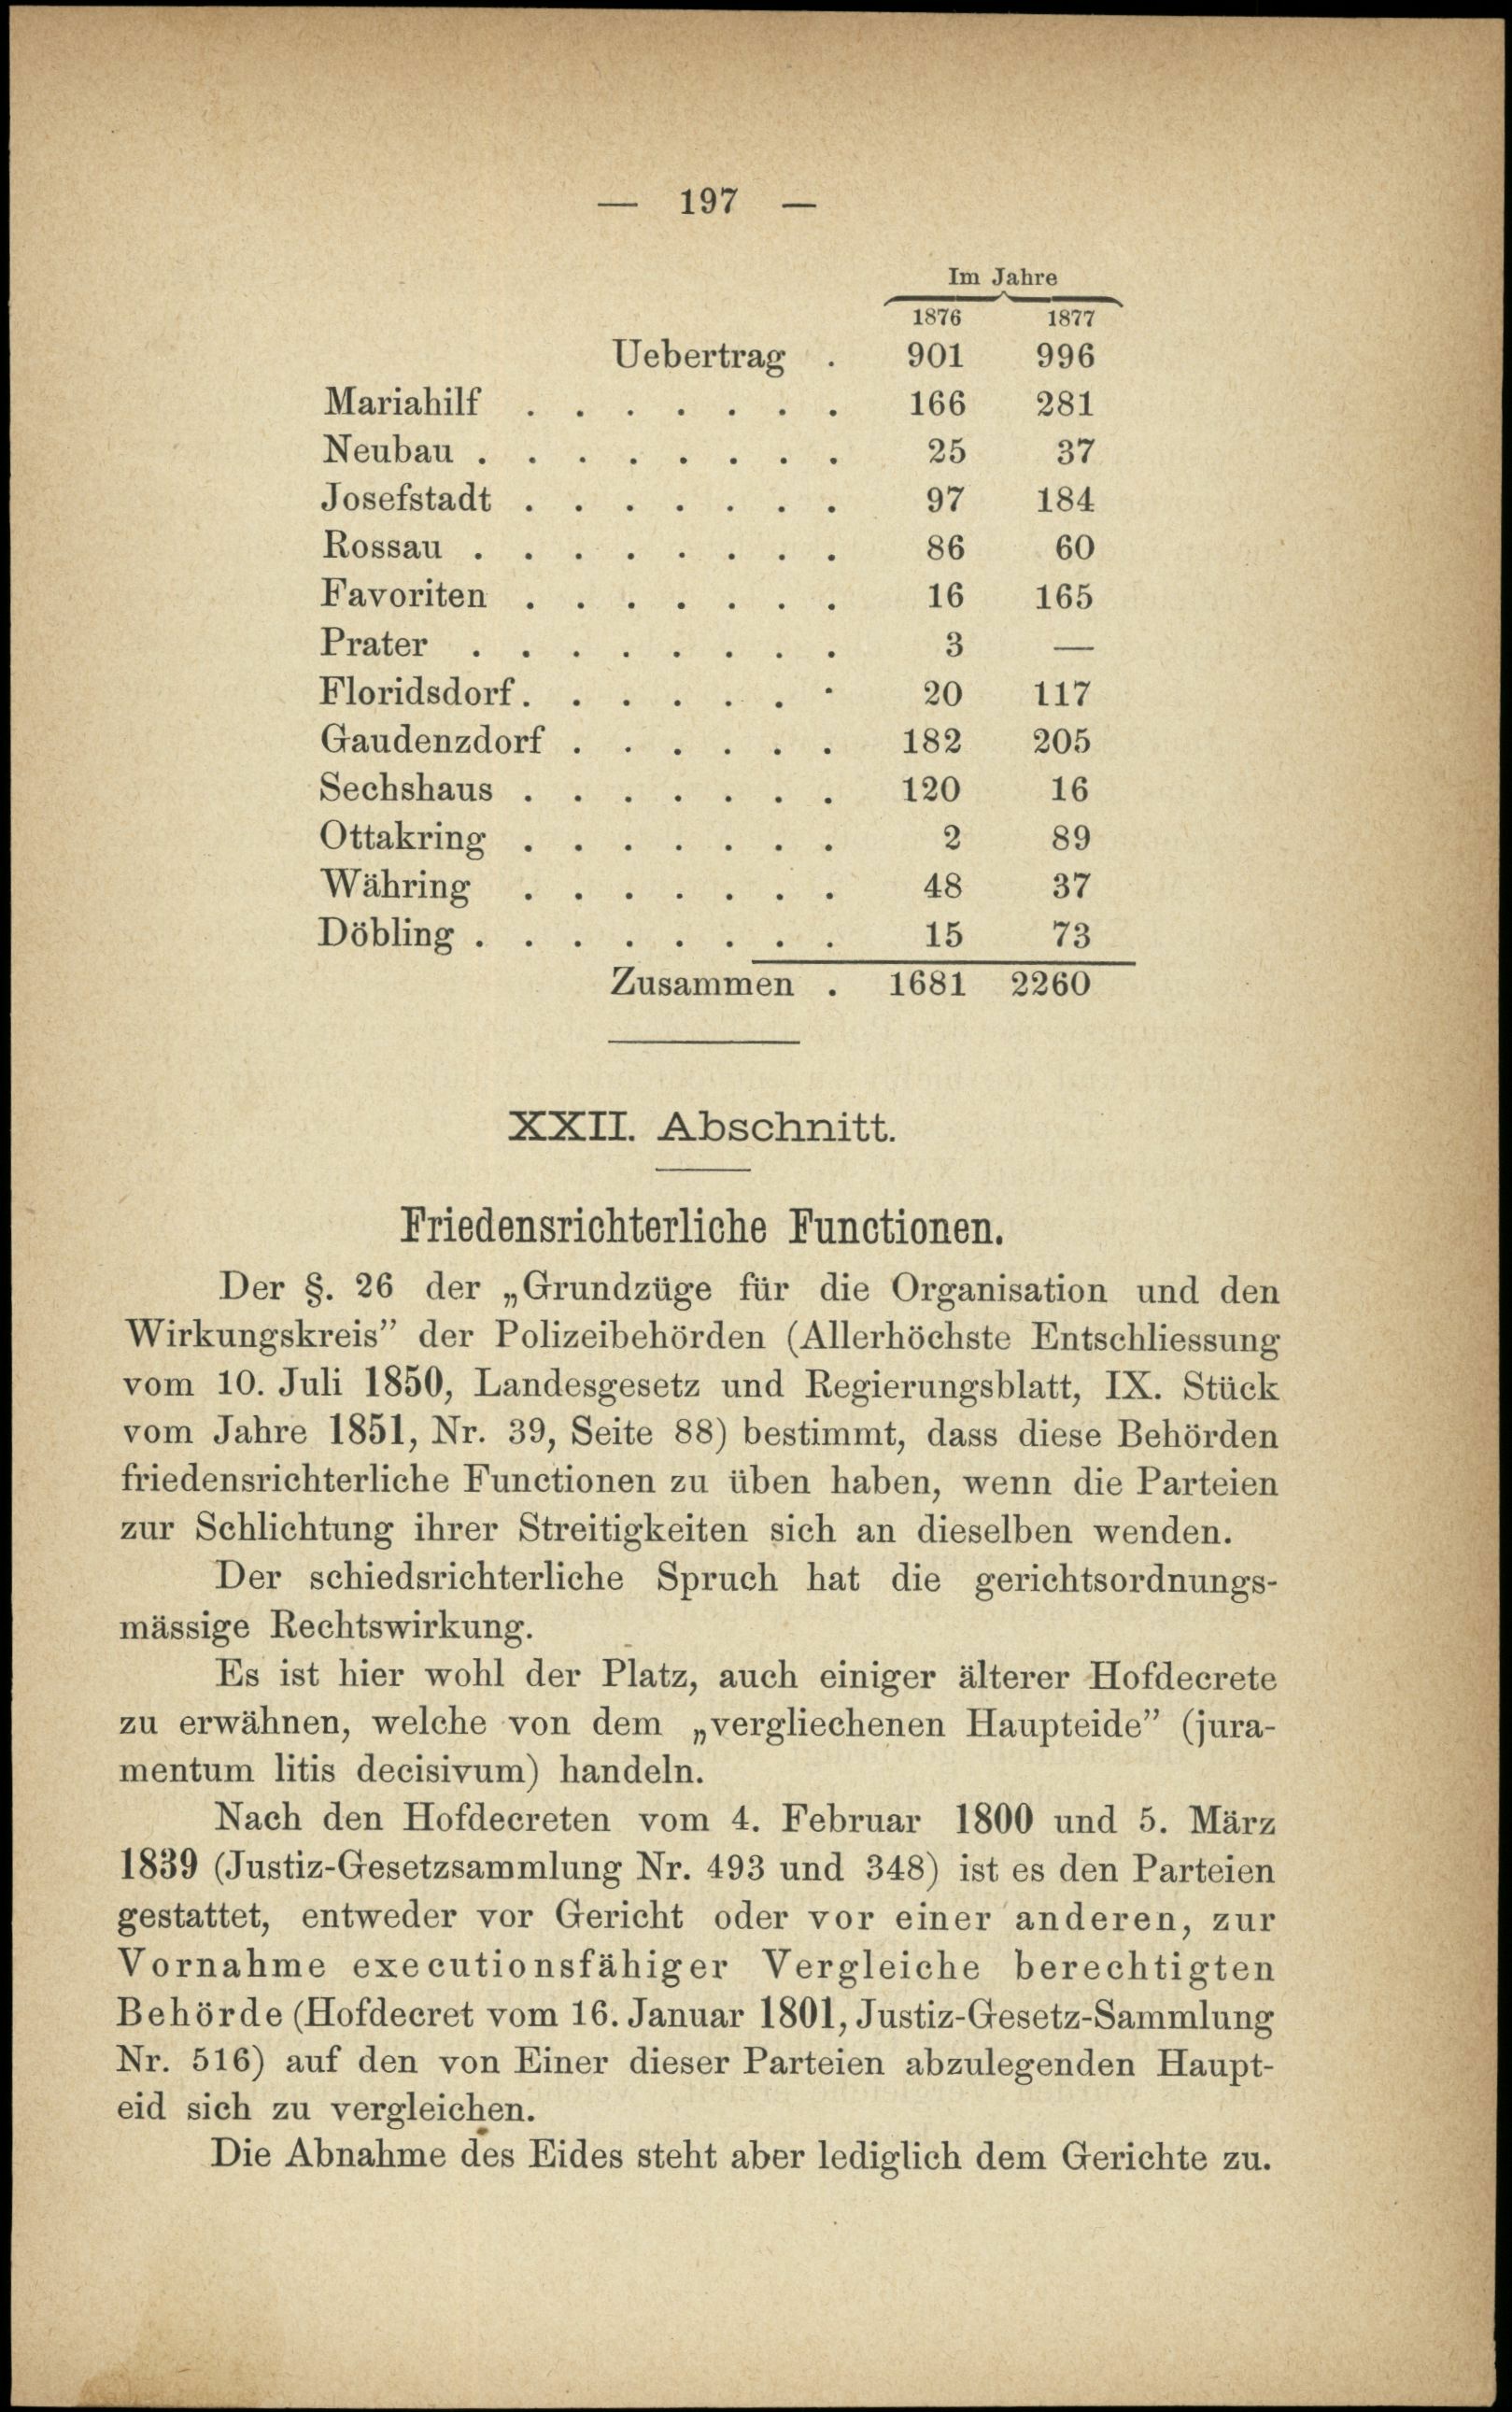 — 197 —
Im Jahre
1876 1877
Uebertrag . 901 996
Mariahilf . . . . . . . 166 281
Neubau . . . . . . . . 25 37
Josefstadt . . . . . . . 97 184
Rossau . . . . . . . . 86 60
Favoriten . . . . . . . 16 165
Prater . . . . . . . . 3 —
Floridsdorf . . . . . . . 20 117
Gaudenzdorf . . . . . . 182 205
Sechshaus . . . . . . . 120 16
Ottakring . . . . . . . 2 89
Währing . . . . . . . 48 37
Döbling . . . . . . . . 15 73
Zusammen . 1681 2260
XXII. Abschnitt.
Friedensrichterliche Functionen.
Der §. 26 der „Grundzüge für die Organisation und den
Wirkungskreis” der Polizeibehörden (Allerhöchste Entschliessung
vom 10. Juli 1850, Landesgesetz und Regierungsblatt, IX. Stück
vom Jahre 1851, Nr. 39, Seite 88) bestimmt, dass diese Behörden
friedensrichterliche Functionen zu üben haben, wenn die Parteien
zur Schlichtung ihrer Streitigkeiten sich an dieselben wenden.
Der schiedsrichterliche Spruch hat die gerichtsordnungs-
mässige Rechtswirkung.
Es ist hier wohl der Platz, auch einiger älterer Hofdecrete
zu erwähnen, welche von dem „vergliechenen Haupteide” (jura-
mentum litis decisivum) handeln.
Nach den Hofdecreten vom 4. Februar 1800 und 5. März
1839 (Justiz-Gesetzsammlung Nr. 493 und 348) ist es den Parteien
gestattet, entweder vor Gericht oder vor einer anderen, zur
Vornahme executionsfähiger Vergleiche berechtigten
Behörde (Hofdecret vom 16. Januar 1801, Justiz-Gesetz-Sammlung
Nr. 516) auf den von Einer dieser Parteien abzulegenden Haupt-
eid sich zu vergleichen.
Die Abnahme des Eides steht aber lediglich dem Gerichte zu.